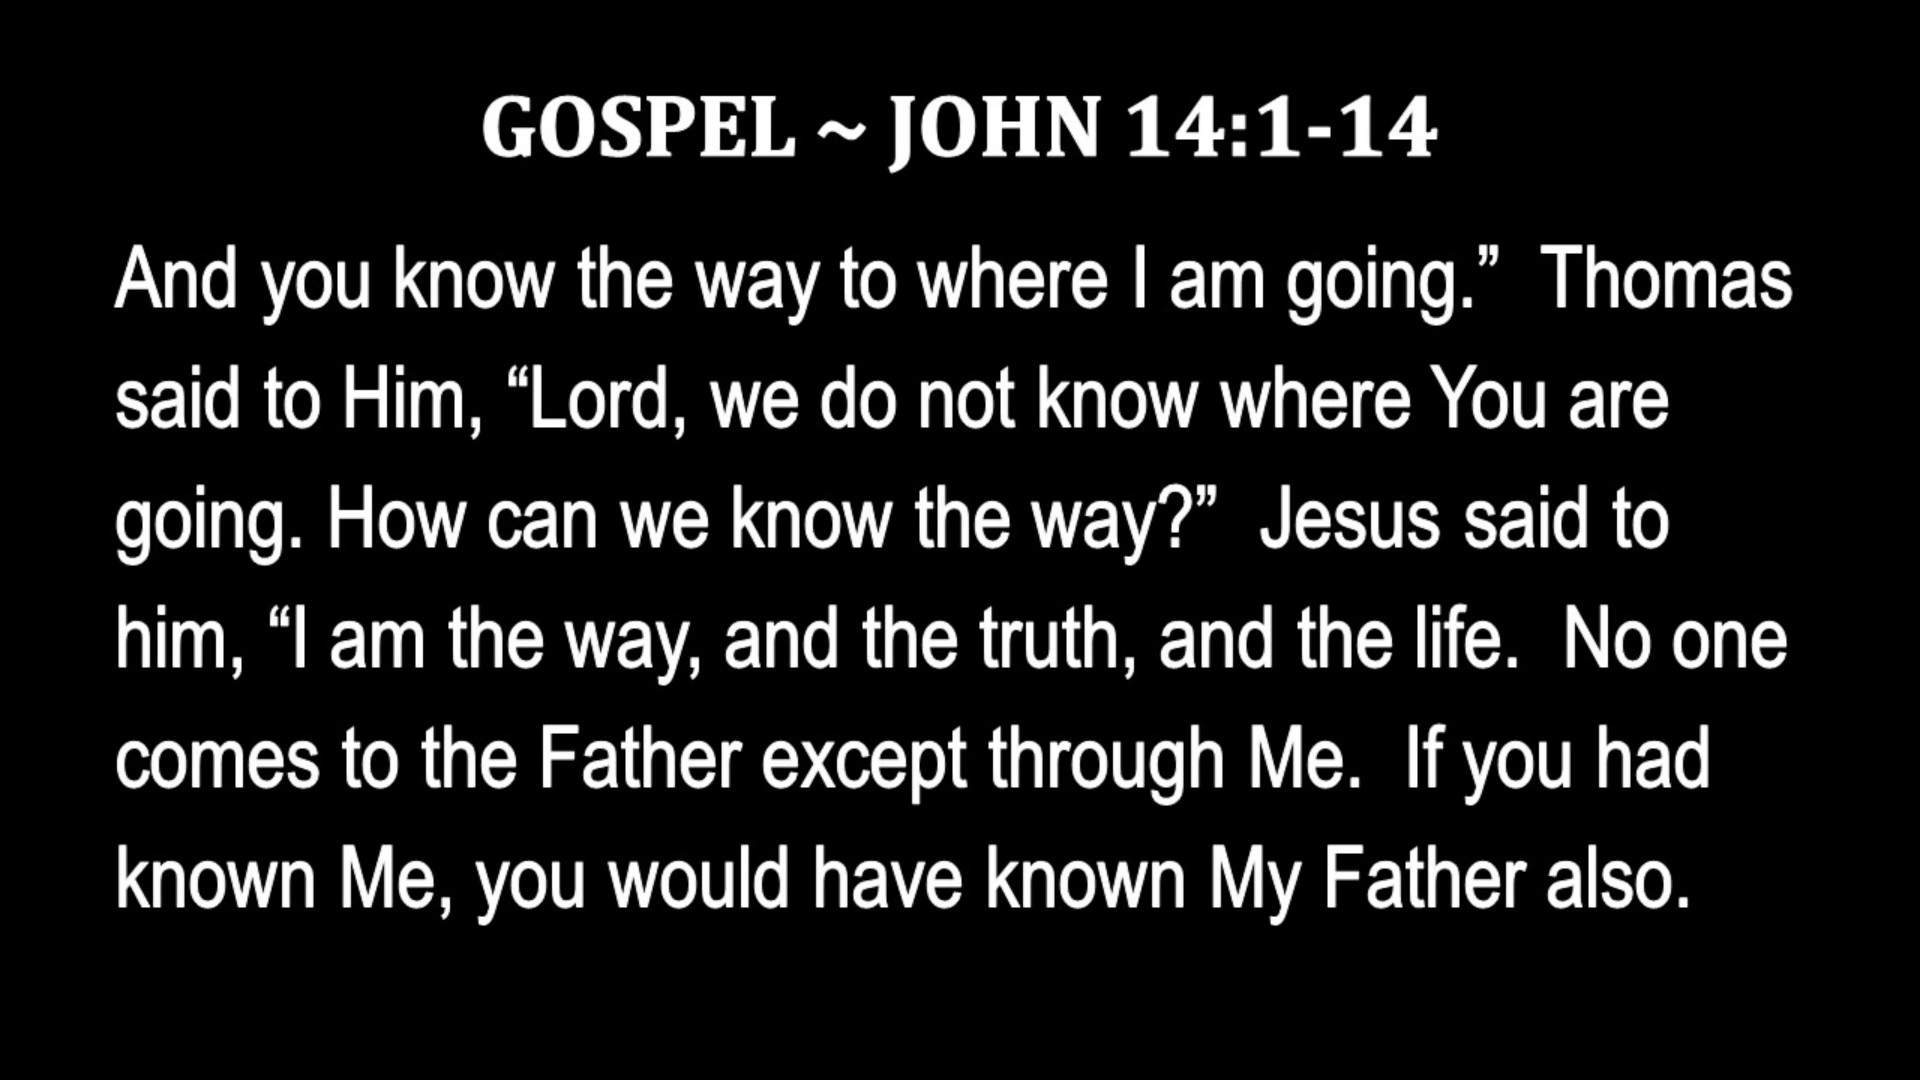 GOSPEL ~ JOHN 14:1-14
And you know the way to where I am going.”  Thomas
said to Him, “Lord, we do not know where You are
going. How can we know the way?”  Jesus said to
him, “I am the way, and the truth, and the life.  No one
comes to the Father except through Me.  If you had
known Me, you would have known My Father also.